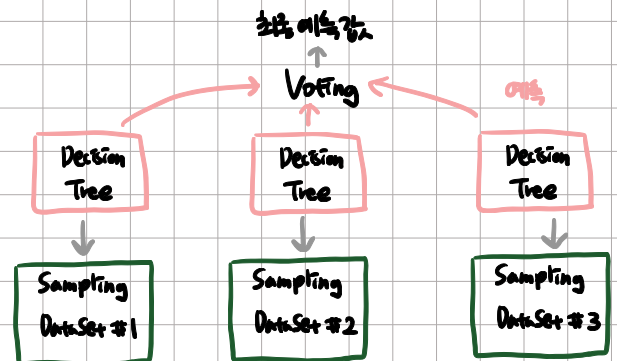 최종 예측값
Voting
예측
Decision
Tree
Decision
Tree
Decision
Tree
Sampling
DataSet #1
Sampling
DataSet #2
Sampling
DataSet #3